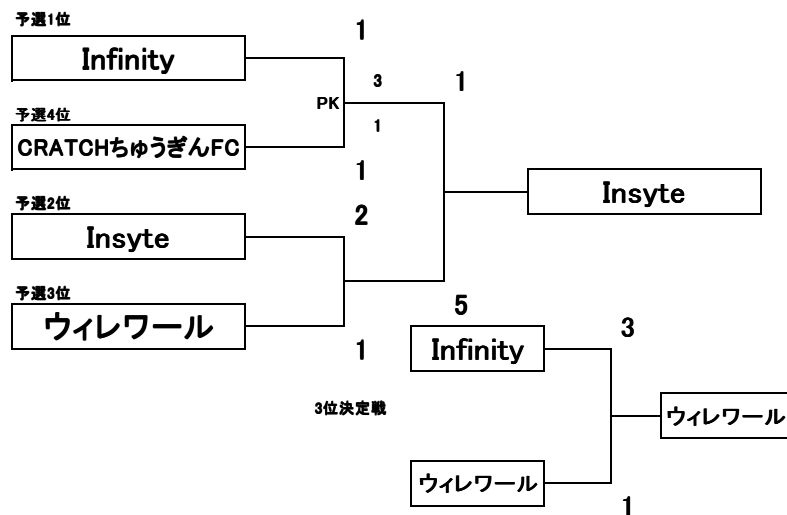 予選1位
1
Infinity
3
1
PK
予選4位
1
CRATCHちゅうぎんFC
1
Insyte
予選2位
2
Insyte
予選3位
5
ウィレワール
3
Infinity
1
3位決定戦
ウィレワール
ウィレワール
1